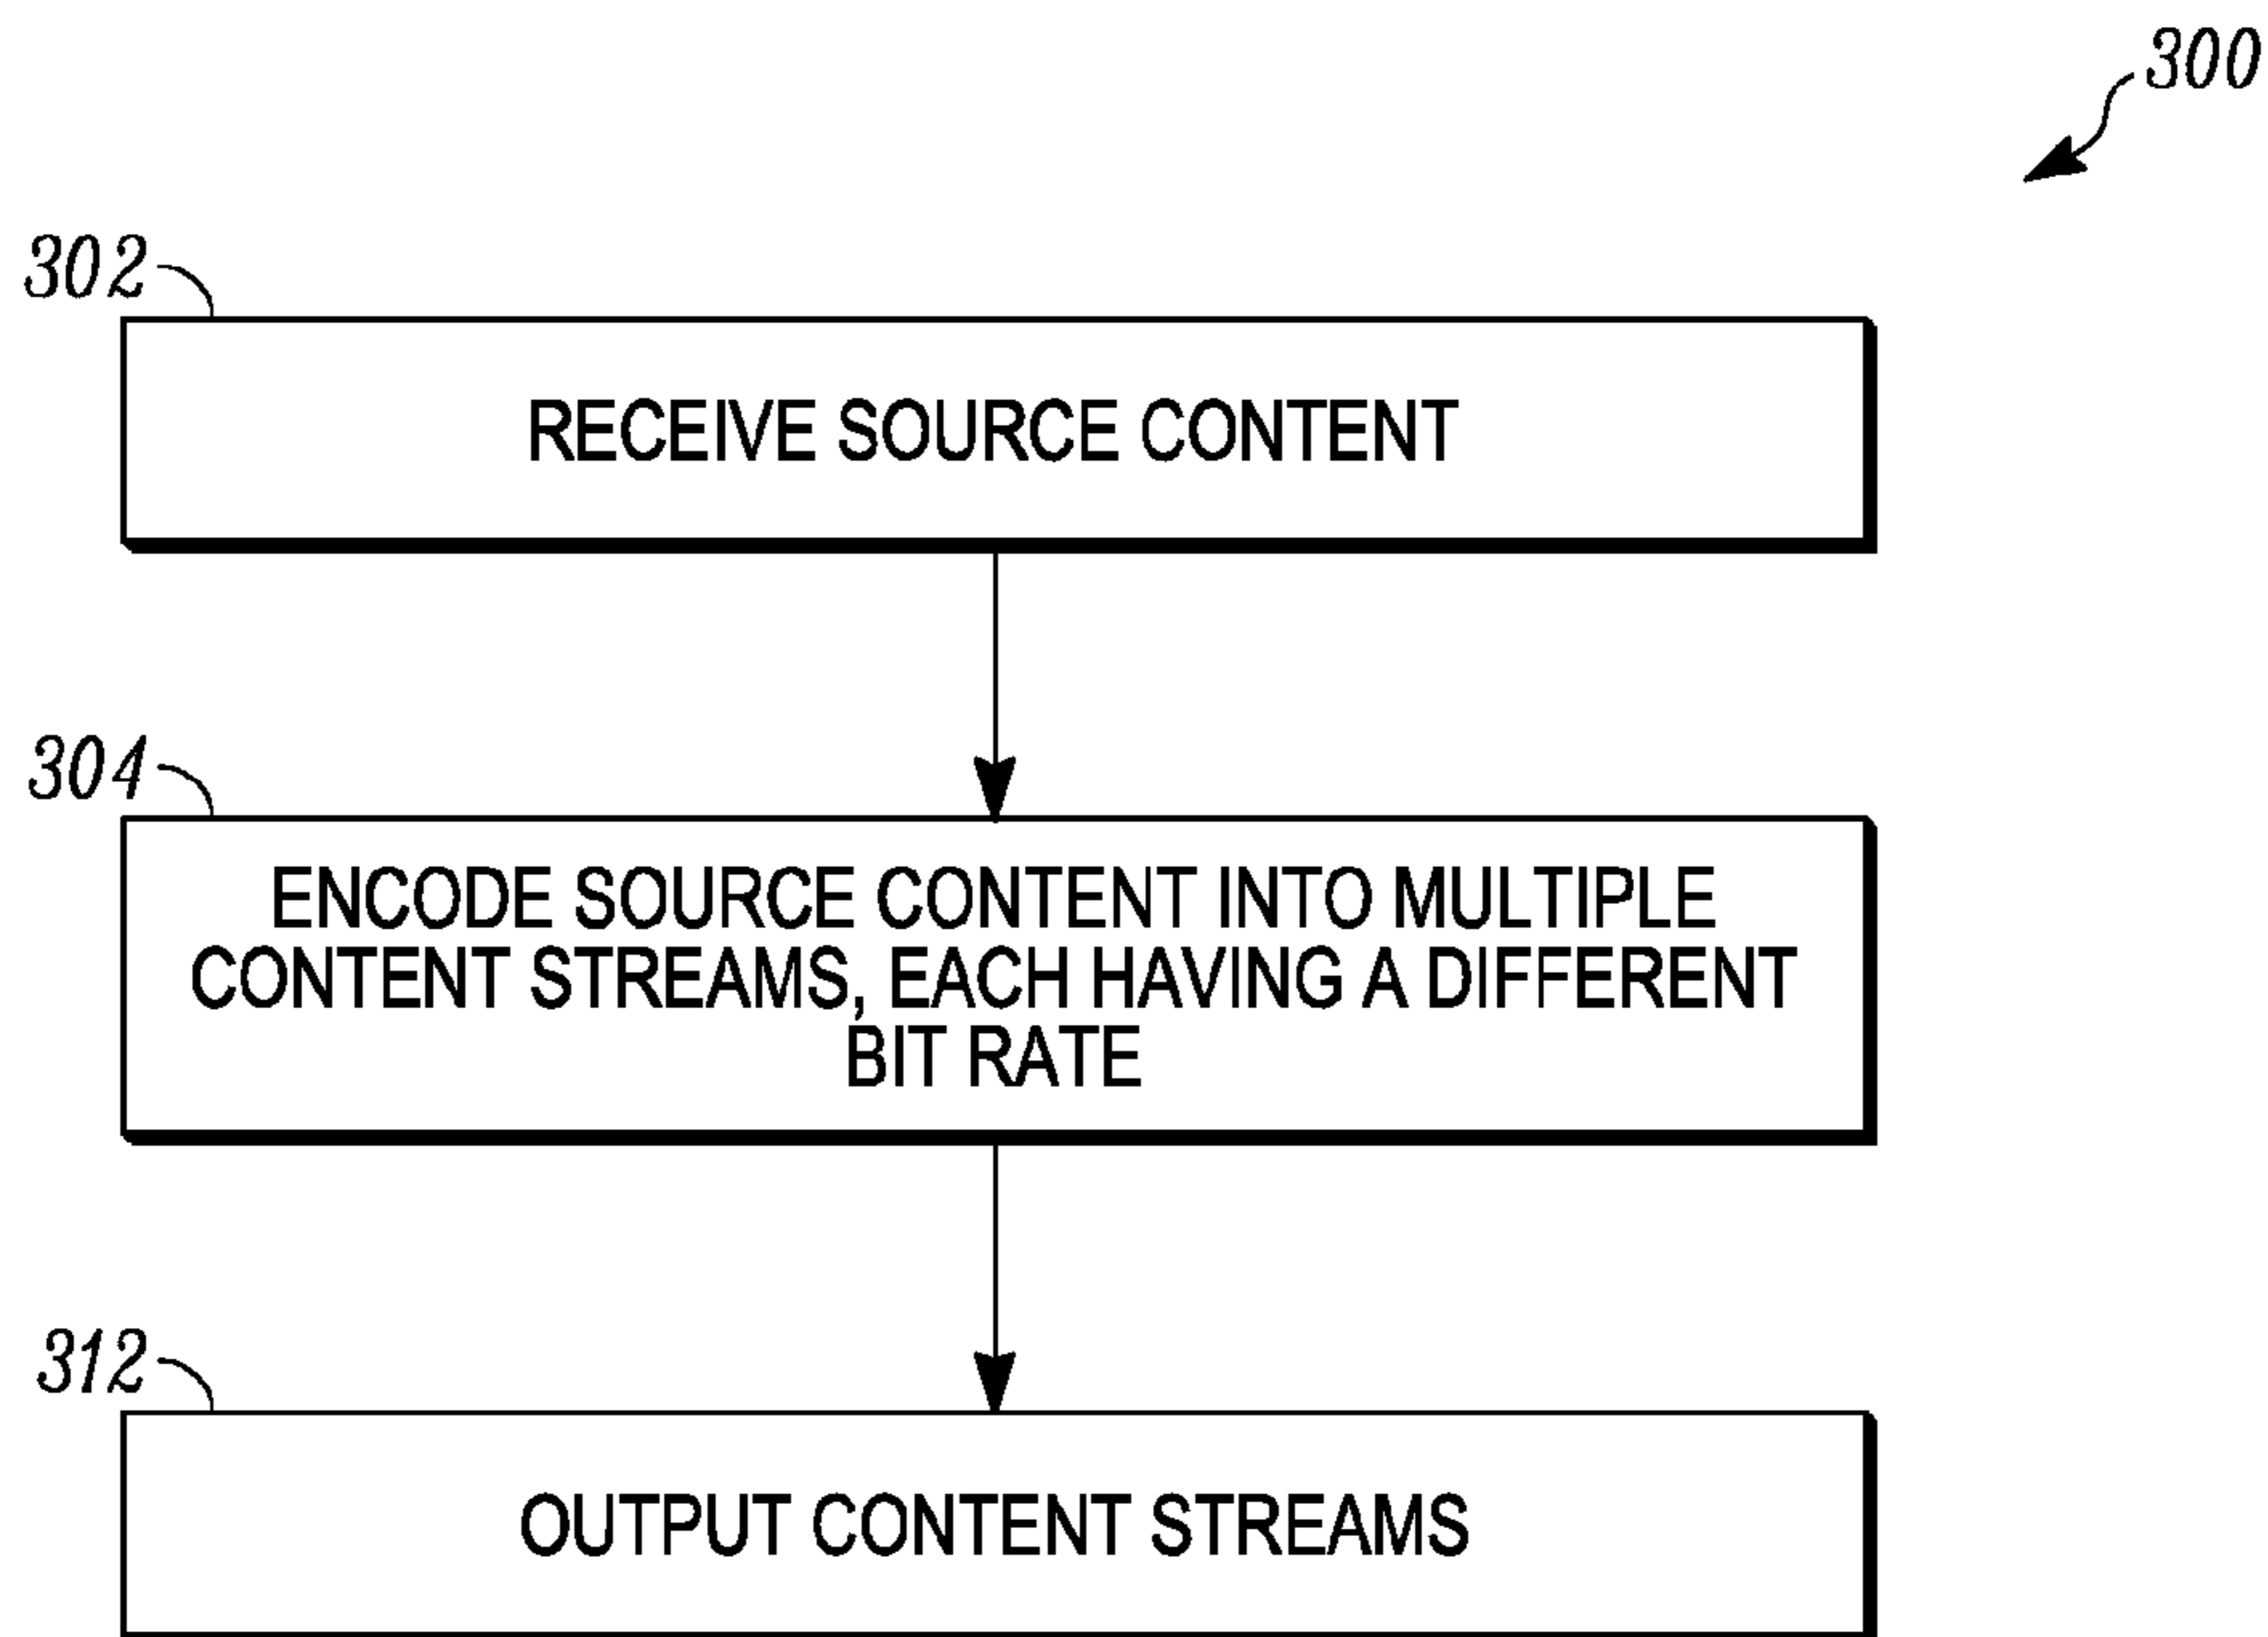 300
302
RECEIVE SOURCE CONTENT
304
ENCODE SOURCE CONTENT INTO MULTIPLE
CONTENT STREAMS, EACH HAVING A DIFFERENT
BIT RATE
312
OUTPUT CONTENT STREAMS